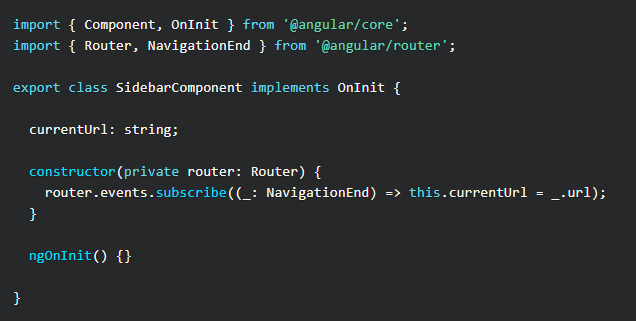 import { Component, OnInit } from '@angular/core';
import { Router, NavigationEnd } from '@angular/router';
export class SidebarComponent implements OnInit {
currentUrl: string;
constructor(private router: Router) {
router.events.subscribe((_: NavigationEnd) => this.currentUrl = _.url);
}
ngOnInit() {}
}